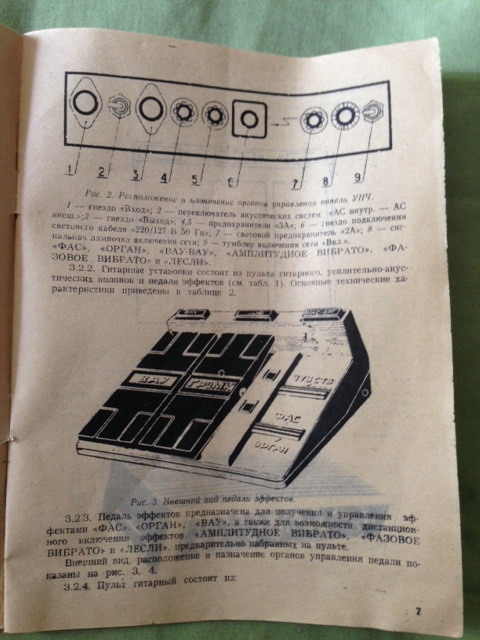 1 2 3 4 5 6 7 8 9
Рис. 2. Расположение и назначение органов управления панели УНЧ.
1 — гнездо «Вход»; 2 — переключатель акустических систем «АС внутр. — АС
внеш.»; 3 — гнездо «Выход»; 4,5 — предохранители «3А»; 6 — гнездо подключения
светового кабеля «220/127 В 50 Гц», 7 — световой предохранитель «2А»; 8 — сиг-
нальная лампочка включения сети; 9 — тумблер включения сети «Вкл.».
«ФАС», «ОРГАН», «ВАУ-ВАУ», «АМПЛИТУДНОЕ ВИБРАТО», «ФА-
ЗОВОЕ ВИБРАТО» и «ЛЕСЛИ».
3.2.2. Гитарные установки состоят из пульта гитарного, усилительно-акус-
тических колонок и педали эффектов (см. табл. 1). Основные технические ха-
рактеристики приведены в таблице 2.
ВАУ ГРОМК ЧУВСТВ
ФАС
ОРГАН
Рис. 3. Внешний вид педали эффектов.
3.2.3. Педаль эффектов предназначена для получения и управления эф-
фектами «ФАС», «ОРГАН», «ВАУ», а также для возможности дистанцион-
ного включения эффектов «АМПЛИТУДНОЕ ВИБРАТО», «ФАЗОВОЕ
ВИБРАТО» и «ЛЕСЛИ», предварительно набранных на пульте.
Внешний вид, расположение и назначение органов управления педали по-
казаны на рис. 3, 4.
3.2.4. Пульт гитарный состоит из:
7